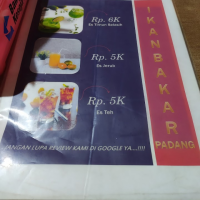 Rp. 6K
Es Timun Serut
Rp. 5K
Es Jeruk
Rp. 5K
Es Teh
IKAN BAKAR
PADANG
JANGAN LUPA REVIEW KAMI DI GOOGLE YA...!!!!